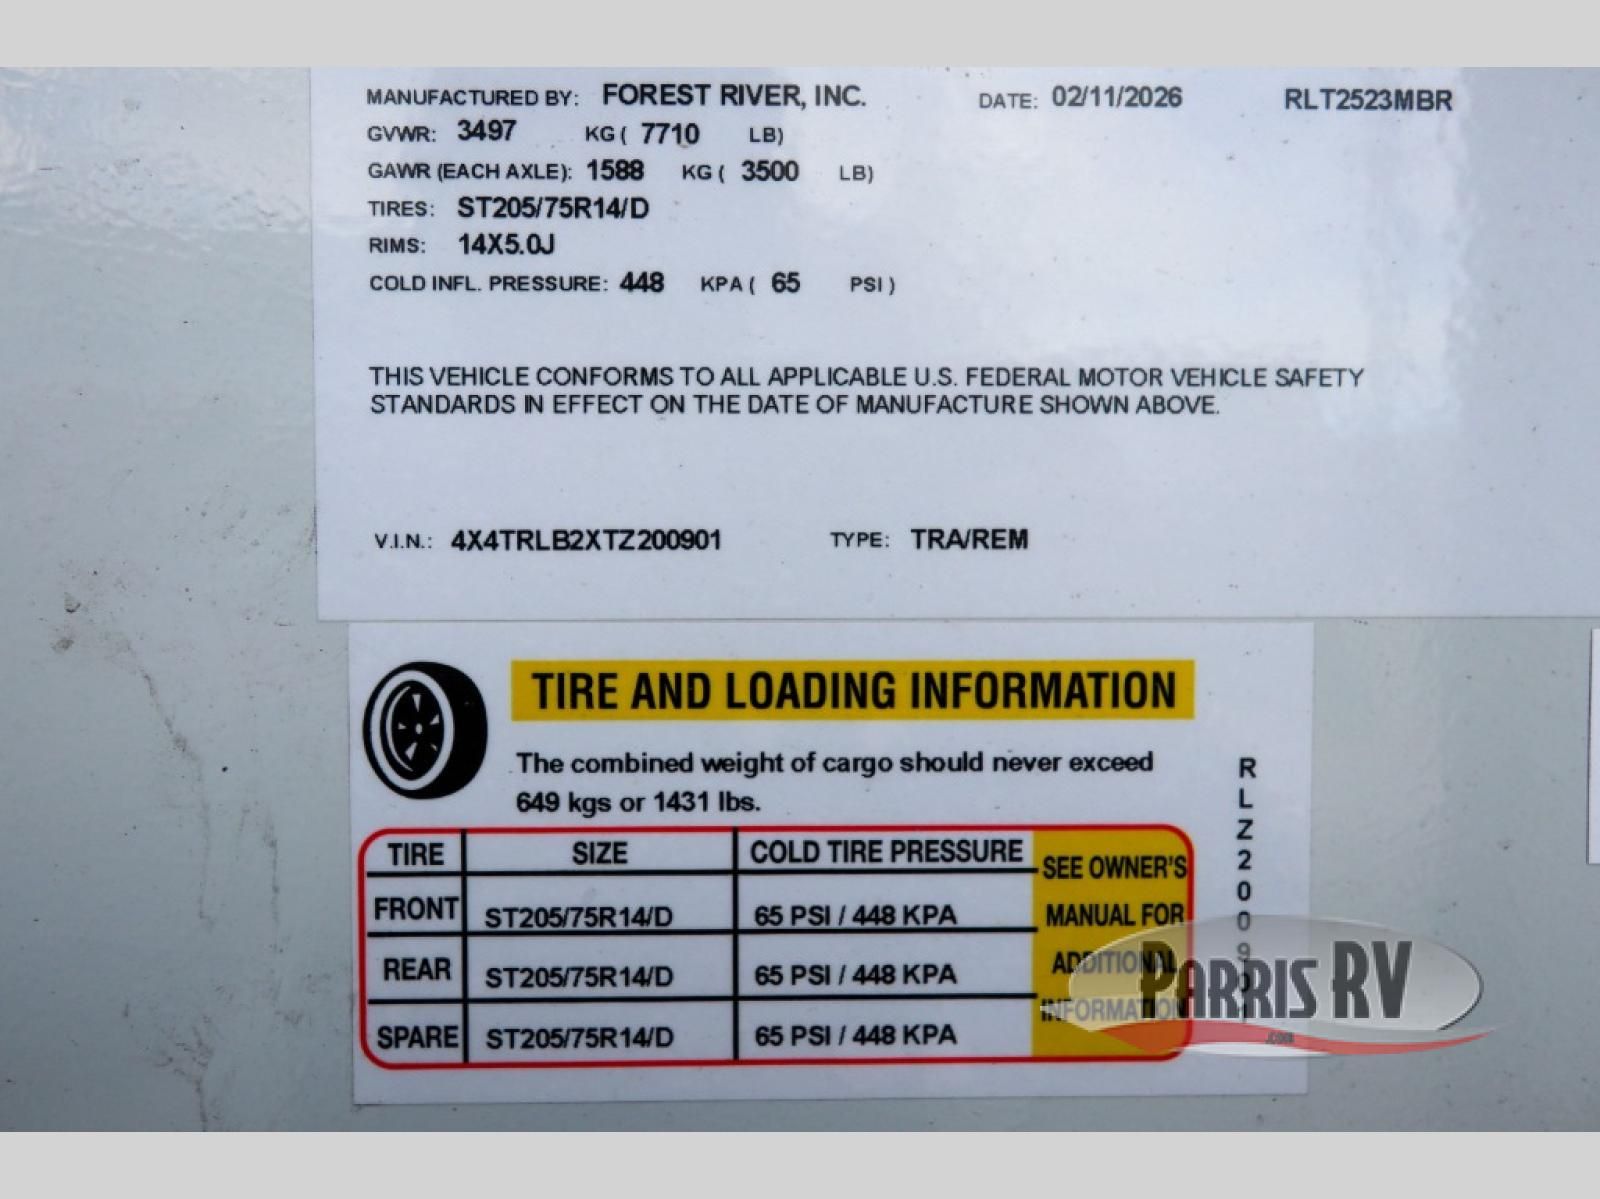 MANUFACTURED BY: FOREST RIVER, INC. DATE: 02/11/2026 RLT2523MBR
GVWR: 3497 KG ( 7710 LB)
GAWR (EACH AXLE): 1588 KG ( 3500 LB)
TIRES: ST205/75R14/D
RIMS: 14X5.0J
COLD INFL. PRESSURE: 448 KPA ( 65 PSI )
THIS VEHICLE CONFORMS TO ALL APPLICABLE U.S. FEDERAL MOTOR VEHICLE SAFETY
STANDARDS IN EFFECT ON THE DATE OF MANUFACTURE SHOWN ABOVE.
V.I.N.: 4X4TRLB2XTZ200901 TYPE: TRA/REM
TIRE AND LOADING INFORMATION
The combined weight of cargo should never exceed
649 kgs or 1431 lbs.
TIRE SIZE COLD TIRE PRESSURE
FRONT ST205/75R14/D 65 PSI / 448 KPA
REAR ST205/75R14/D 65 PSI / 448 KPA
SPARE ST205/75R14/D 65 PSI / 448 KPA
SEE OWNER'S
MANUAL FOR
ADDITIONAL
INFORMATION
RLZ2009
PARRIS RV
.com